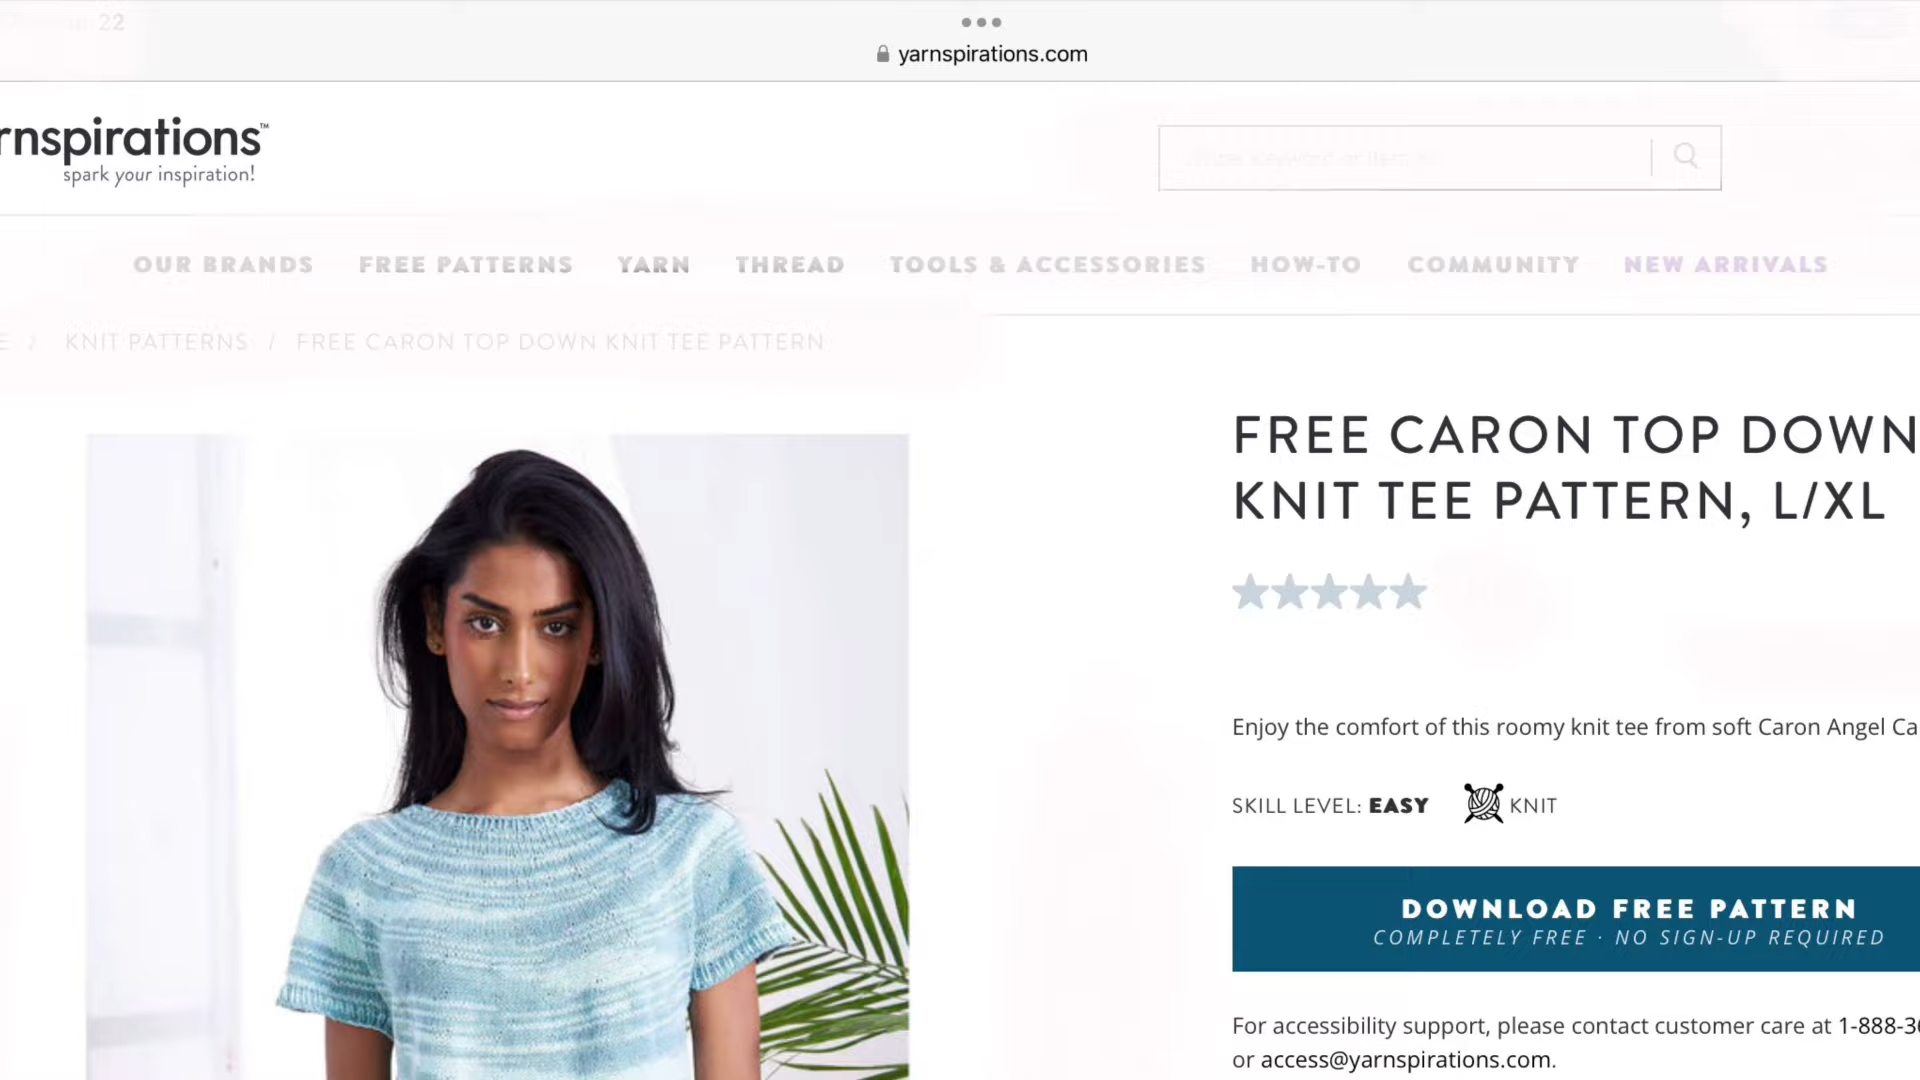 22
yarnspirations.com
rnspirations™
spark your inspiration!
OUR BRANDS FREE PATTERNS YARN THREAD TOOLS & ACCESSORIES HOW-TO COMMUNITY NEW ARRIVALS
E / KNIT PATTERNS / FREE CARON TOP DOWN KNIT TEE PATTERN
FREE CARON TOP DOWN
KNIT TEE PATTERN, L/XL
Enjoy the comfort of this roomy knit tee from soft Caron Angel Ca
SKILL LEVEL: EASY KNIT
DOWNLOAD FREE PATTERN
COMPLETELY FREE · NO SIGN-UP REQUIRED
For accessibility support, please contact customer care at 1-888-3
or access@yarnspirations.com.